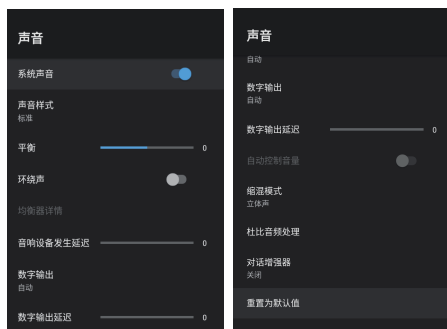 声音
系统声音
声音样式
标准
平衡
0
环绕声
均衡器详情
音响设备发生延迟
0
数字输出
自动
数字输出延迟
0
声音
自动
数字输出
自动
数字输出延迟
0
自动控制音量
缩混模式
立体声
杜比音频处理
对话增强器
关闭
重置为默认值